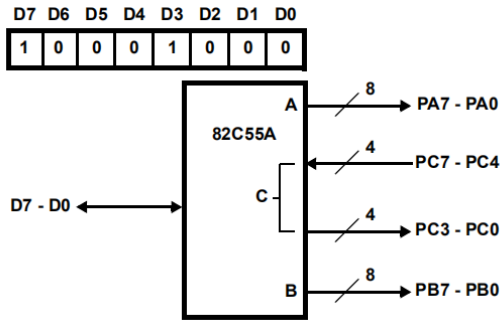 D7 D6 D5 D4 D3 D2 D1 D0
1 0 0 0 1 0 0 0
A 8 PA7 - PA0
82C55A 4 PC7 - PC4
D7 - D0 C
4 PC3 - PC0
B 8 PB7 - PB0